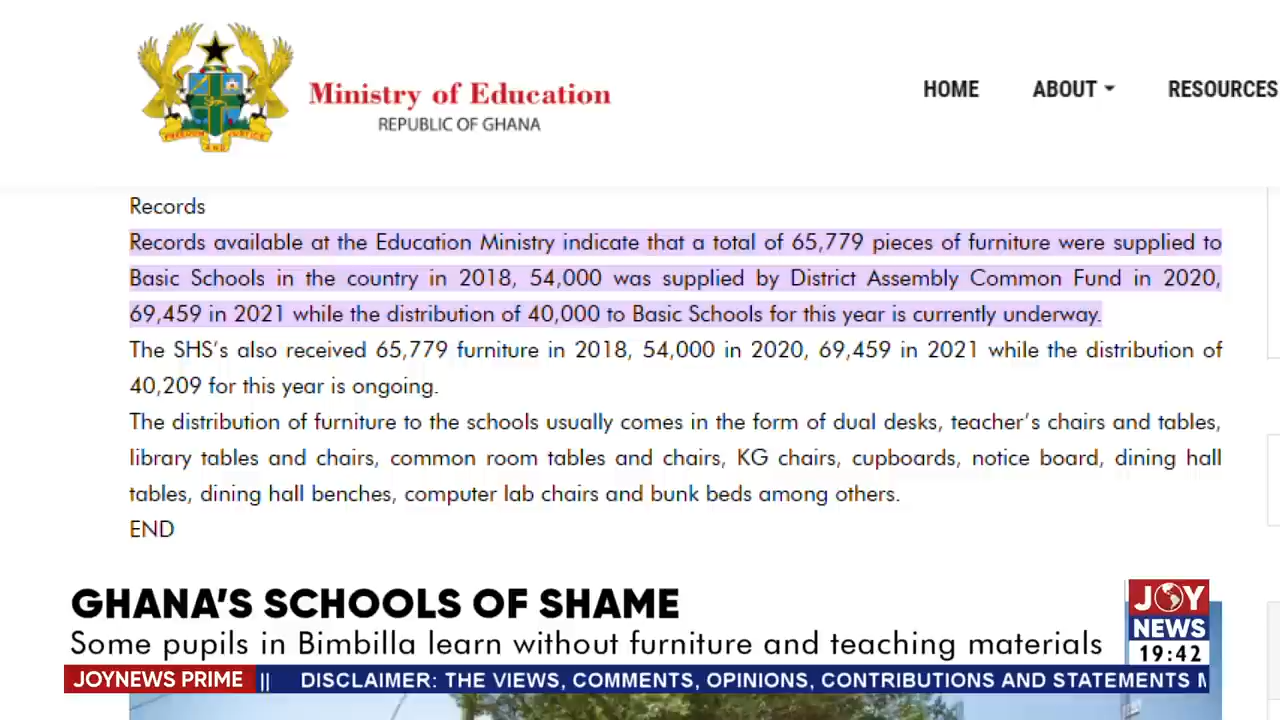 Ministry of Education
REPUBLIC OF GHANA
HOME ABOUT RESOURCES
Records
Records available at the Education Ministry indicate that a total of 65,779 pieces of furniture were supplied to
Basic Schools in the country in 2018, 54,000 was supplied by District Assembly Common Fund in 2020,
69,459 in 2021 while the distribution of 40,000 to Basic Schools for this year is currently underway.
The SHS's also received 65,779 furniture in 2018, 54,000 in 2020, 69,459 in 2021 while the distribution of
40,209 for this year is ongoing.
The distribution of furniture to the schools usually comes in the form of dual desks, teacher's chairs and tables,
library tables and chairs, common room tables and chairs, KG chairs, cupboards, notice board, dining hall
tables, dining hall benches, computer lab chairs and bunk beds among others.
END
GHANA'S SCHOOLS OF SHAME
Some pupils in Bimbilla learn without furniture and teaching materials
JOY
NEWS
19:42
JOYNEWS PRIME || DISCLAIMER: THE VIEWS, COMMENTS, OPINIONS, CONTRIBUTIONS AND STATEMENTS